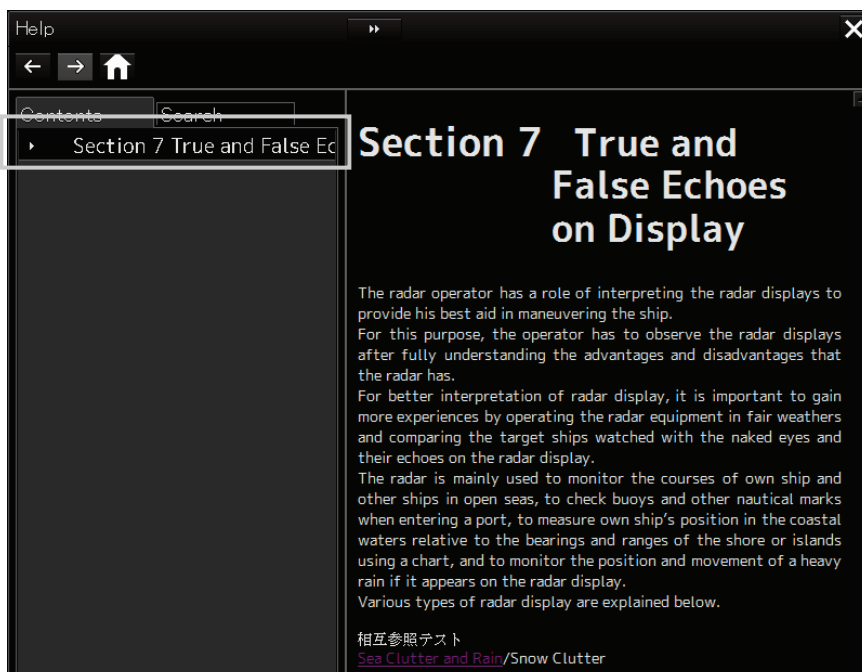 Help
Contents Search
Section 7 True and False Ec
Section 7 True and
False Echoes
on Display
The radar operator has a role of interpreting the radar displays to
provide his best aid in maneuvering the ship.
For this purpose, the operator has to observe the radar displays
after fully understanding the advantages and disadvantages that
the radar has.
For better interpretation of radar display, it is important to gain
more experiences by operating the radar equipment in fair weathers
and comparing the target ships watched with the naked eyes and
their echoes on the radar display.
The radar is mainly used to monitor the courses of own ship and
other ships in open seas, to check buoys and other nautical marks
when entering a port, to measure own ship's position in the coastal
waters relative to the bearings and ranges of the shore or islands
using a chart, and to monitor the position and movement of a heavy
rain if it appears on the radar display.
Various types of radar display are explained below.
相互参照テスト
Sea Clutter and Rain/Snow Clutter